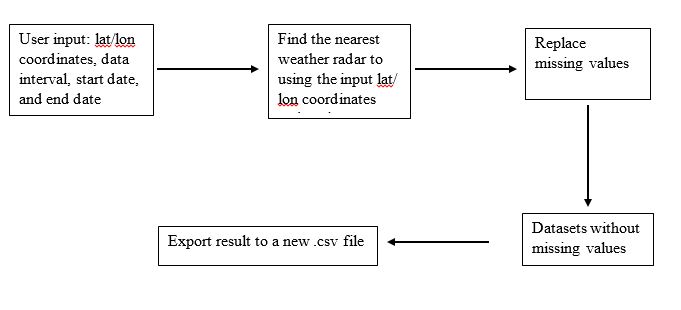 User input: lat/lon
coordinates, data
interval, start date,
and end date
Find the nearest
weather radar to
using the input lat/
lon coordinates
Replace
missing values
Datasets without
missing values
Export result to a new .csv file